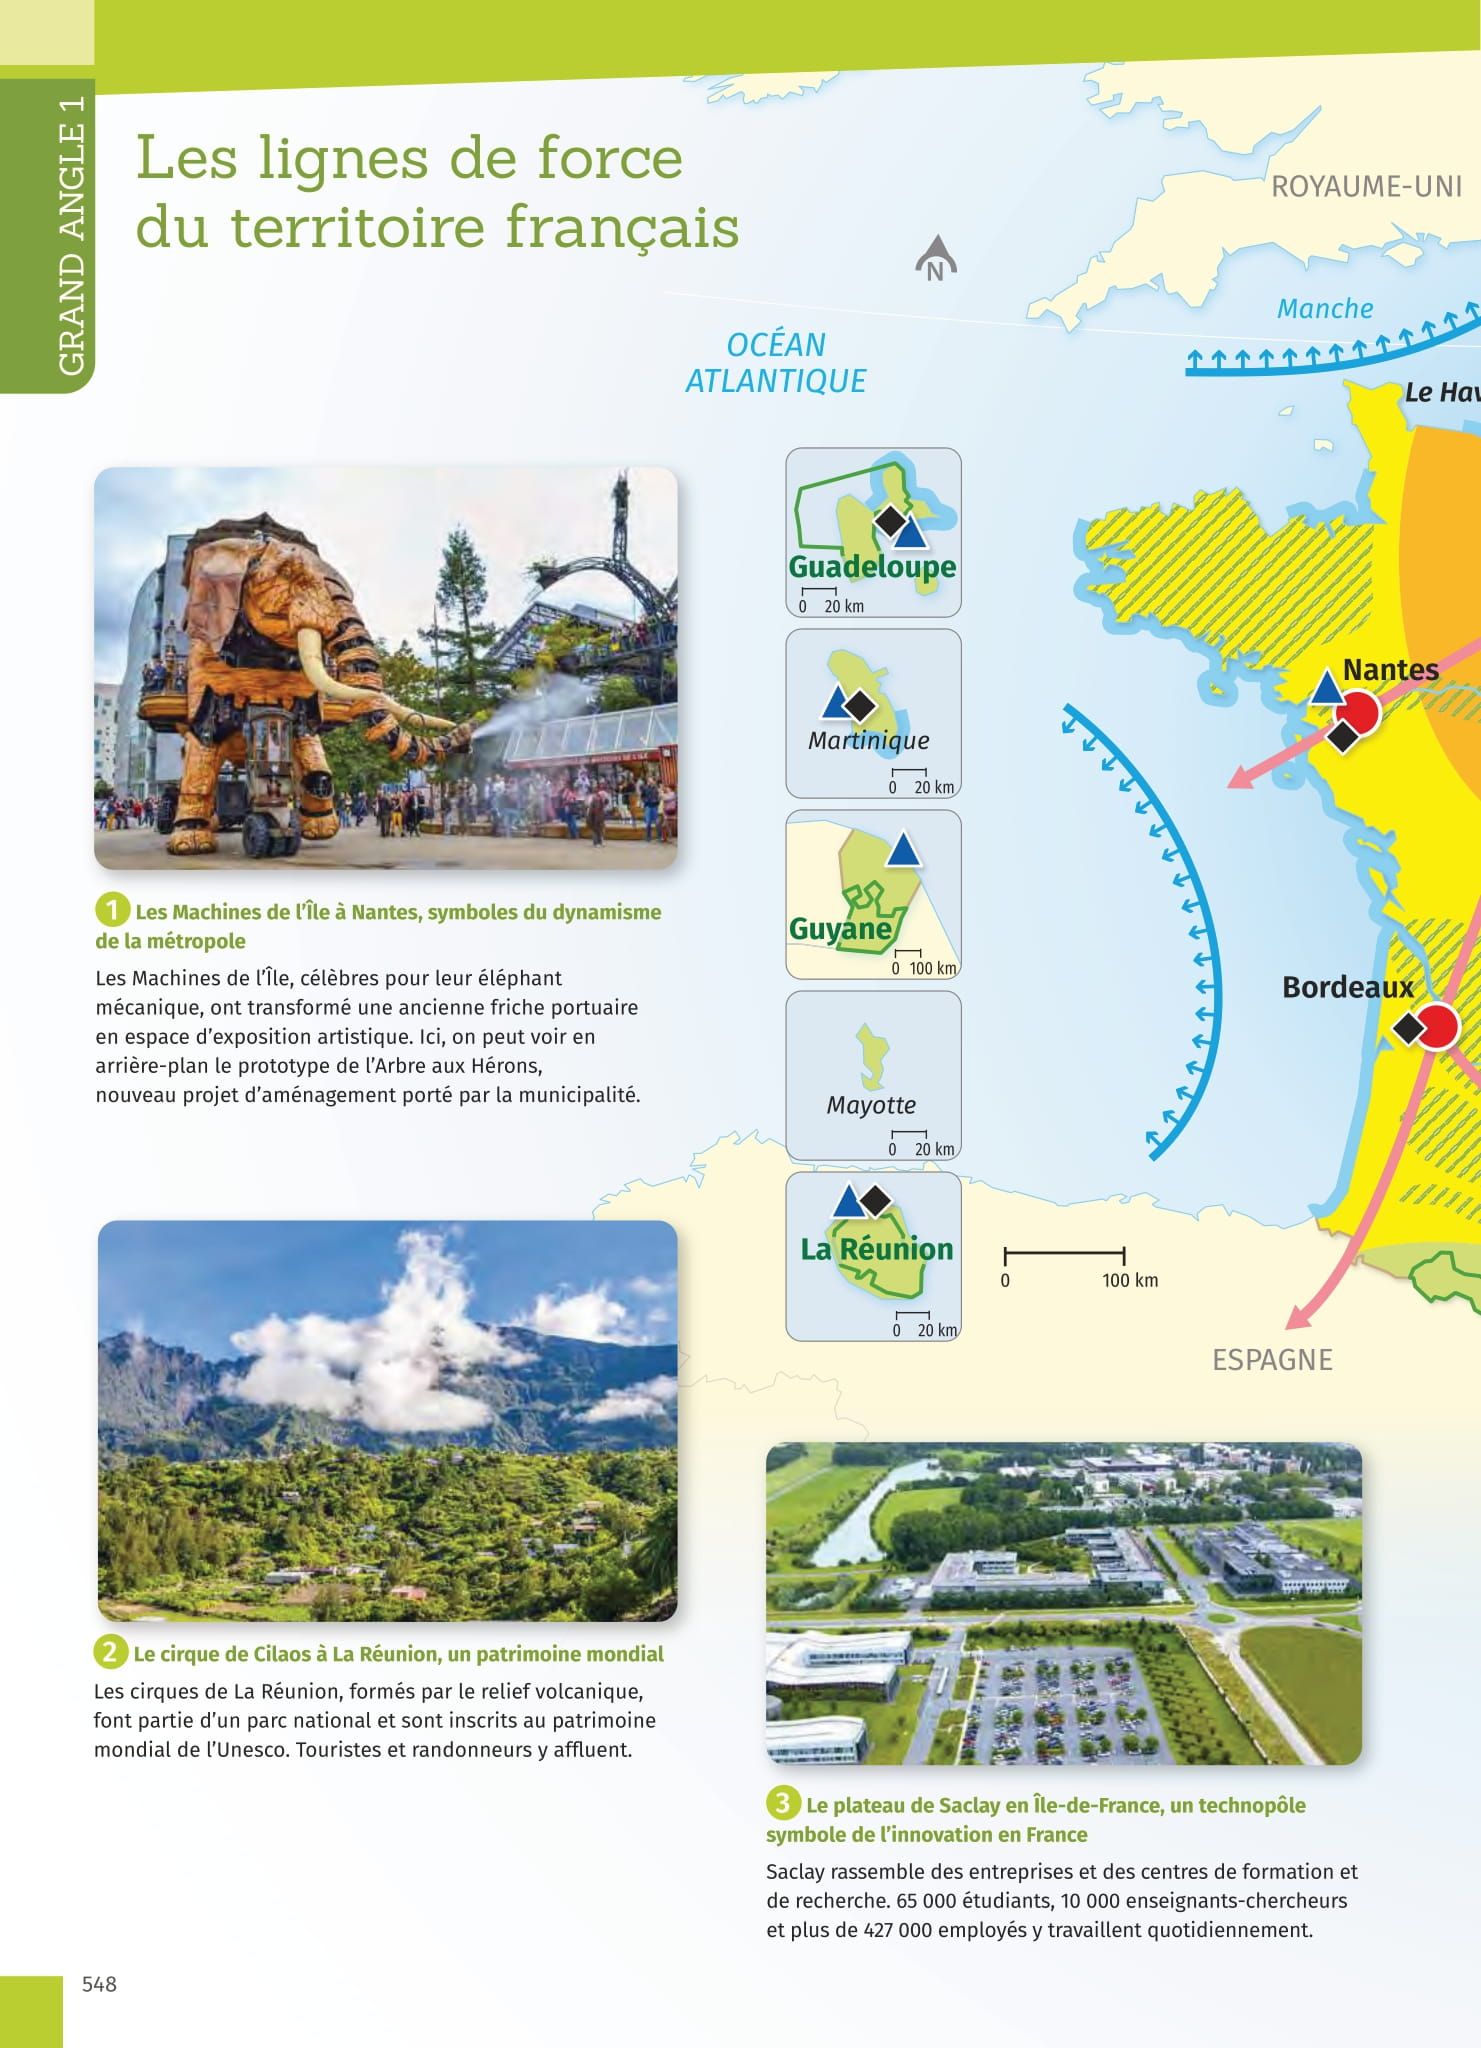 GRAND ANGLE 1
Les lignes de force
du territoire français
N
ROYAUME-UNI
Manche
OCÉAN
ATLANTIQUE
Le Hav
Guadeloupe
0 20 km
Martinique
0 20 km
Guyane
0 100 km
Mayotte
0 20 km
La Réunion
0 20 km
Nantes
Bordeaux
0 100 km
ESPAGNE
1 Les Machines de l'Île à Nantes, symboles du dynamisme
de la métropole
Les Machines de l'Île, célèbres pour leur éléphant
mécanique, ont transformé une ancienne friche portuaire
en espace d'exposition artistique. Ici, on peut voir en
arrière-plan le prototype de l'Arbre aux Hérons,
nouveau projet d'aménagement porté par la municipalité.
2 Le cirque de Cilaos à La Réunion, un patrimoine mondial
Les cirques de La Réunion, formés par le relief volcanique,
font partie d'un parc national et sont inscrits au patrimoine
mondial de l'Unesco. Touristes et randonneurs y affluent.
3 Le plateau de Saclay en Île-de-France, un technopôle
symbole de l'innovation en France
Saclay rassemble des entreprises et des centres de formation et
de recherche. 65 000 étudiants, 10 000 enseignants-chercheurs
et plus de 427 000 employés y travaillent quotidiennement.
548